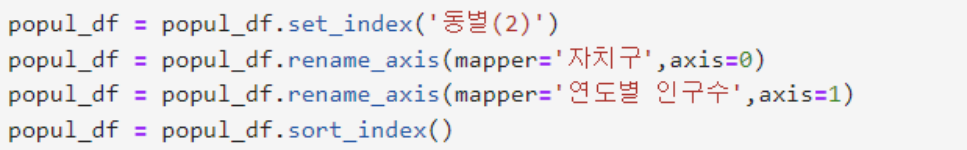 popul_df = popul_df.set_index('동별(2)')
popul_df = popul_df.rename_axis(mapper='자치구',axis=0)
popul_df = popul_df.rename_axis(mapper='연도별 인구수',axis=1)
popul_df = popul_df.sort_index()